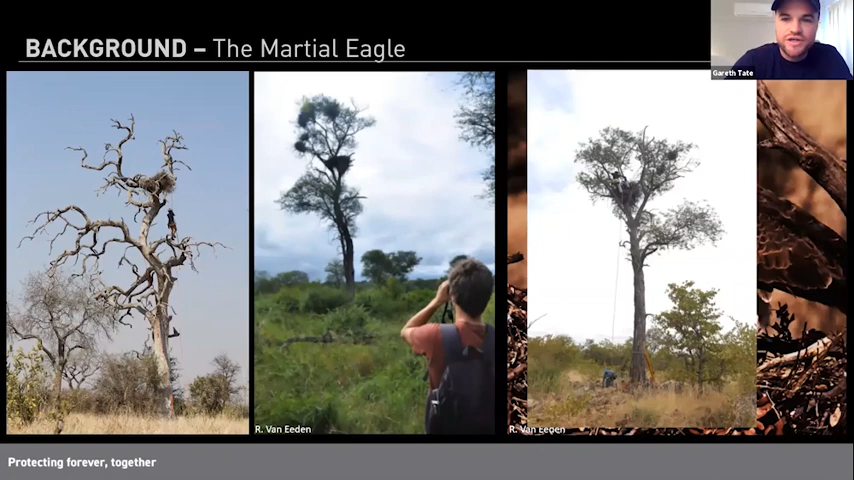 BACKGROUND – The Martial Eagle
Gareth Tate
R. Van Eeden
R. Van Eeden
Protecting forever, together